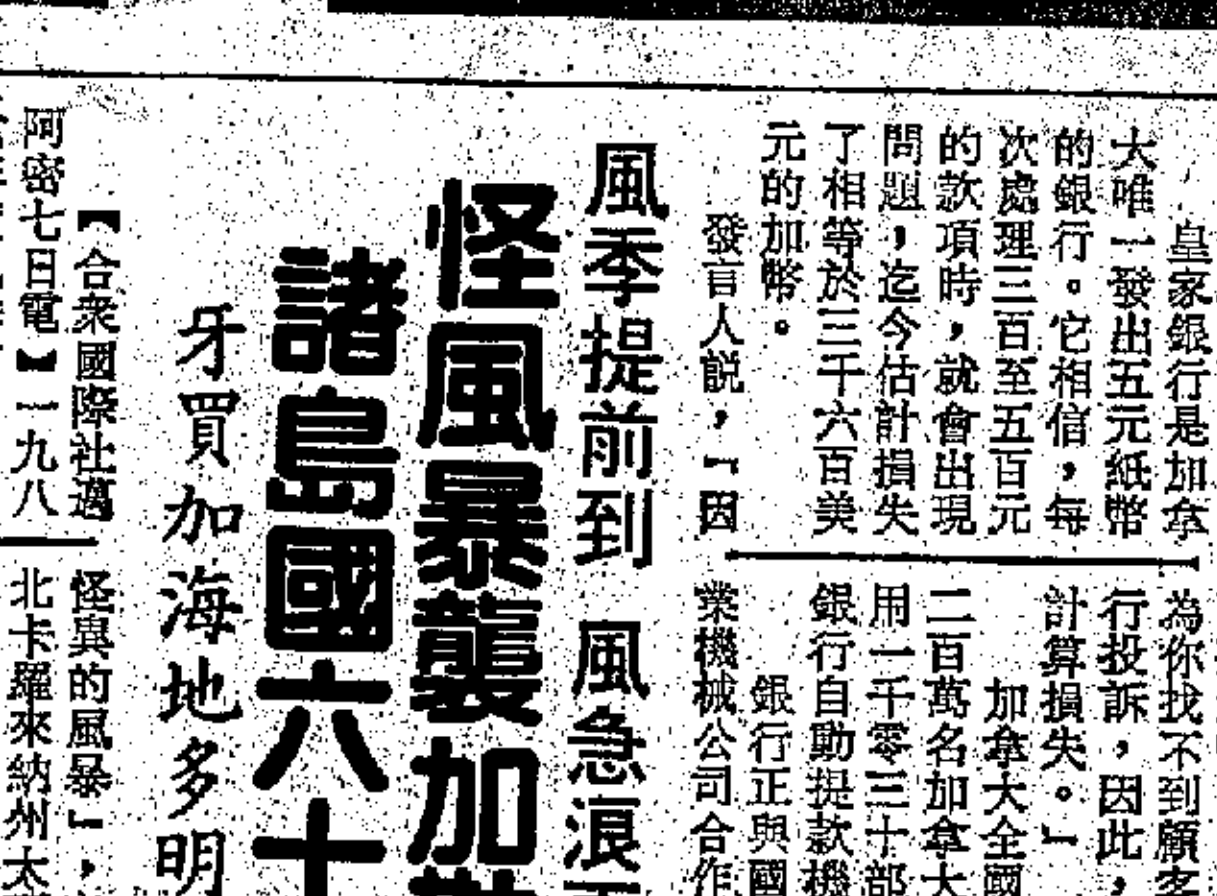 皇家銀行是加拿
大唯一發出五元紙幣
的銀行。它相信，每
次處理三百至五百元
的款項時，就會出現
問題，迄今估計損失
了相等於三千六百美
元的加幣。
發言人說，「因
為你找不到顧客
行投訴，因此，
計算損失。」
加拿大全國
二百萬名加拿大
用一千零三十部
銀行自動提款機
銀行正與國
業機械公司合作
風季提前到 風急浪
怪風暴襲加勒
諸島國六十
牙買加海地多明
【合衆國際社邁
阿密七日電】一九八
怪異的風暴」，
北卡羅來納州太